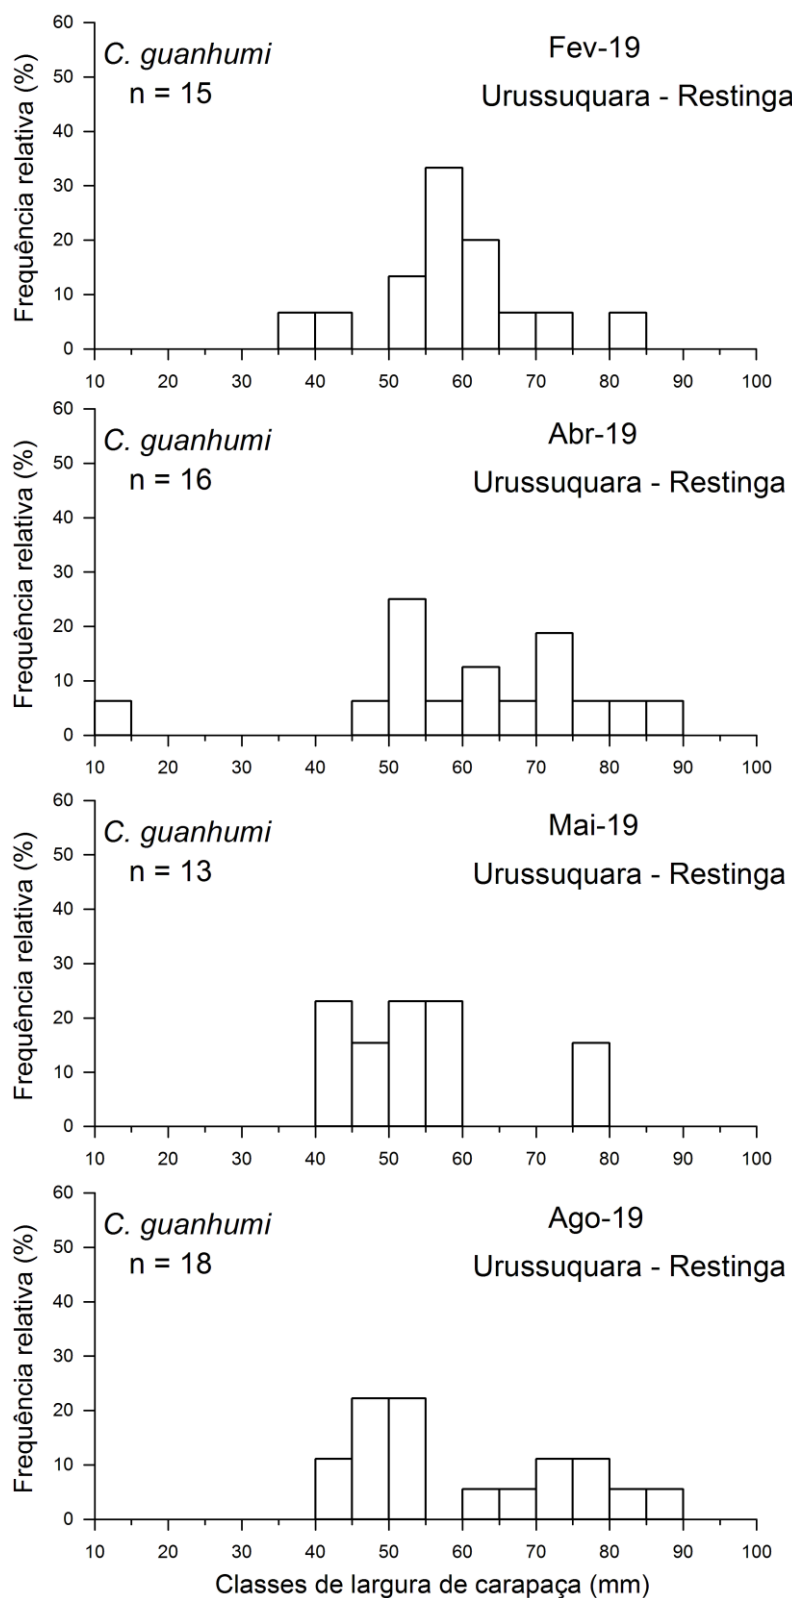 Frequência relativa (%)
60
50
40
30
20
10
0
C. guanhumi
n = 15
Fev-19
Urussuquara - Restinga
10 20 30 40 50 60 70 80 90 100
Frequência relativa (%)
60
50
40
30
20
10
0
C. guanhumi
n = 16
Abr-19
Urussuquara - Restinga
10 20 30 40 50 60 70 80 90 100
Frequência relativa (%)
60
50
40
30
20
10
0
C. guanhumi
n = 13
Mai-19
Urussuquara - Restinga
10 20 30 40 50 60 70 80 90 100
Frequência relativa (%)
60
50
40
30
20
10
0
C. guanhumi
n = 18
Ago-19
Urussuquara - Restinga
10 20 30 40 50 60 70 80 90 100
Classes de largura de carapaça (mm)